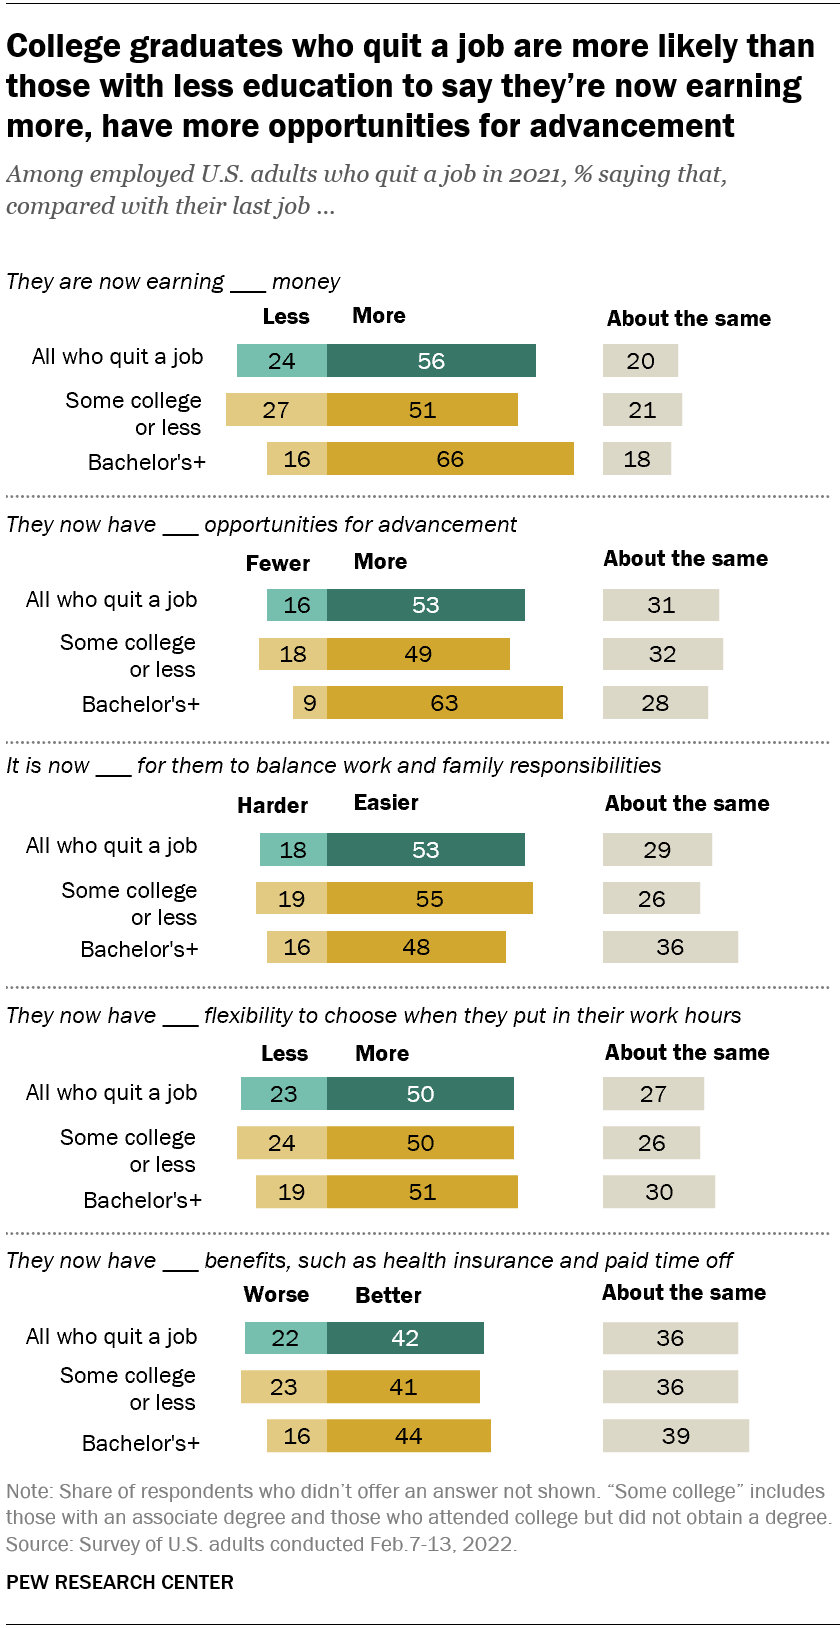 College graduates who quit a job are more likely than
those with less education to say they’re now earning
more, have more opportunities for advancement
Among employed U.S. adults who quit a job in 2021, % saying that,
compared with their last job ...
They are now earning ___ money
Less More About the same
All who quit a job 24 56 20
Some college
or less 27 51 21
Bachelor's+ 16 66 18
They now have ___ opportunities for advancement
Fewer More About the same
All who quit a job 16 53 31
Some college
or less 18 49 32
Bachelor's+ 9 63 28
It is now ___ for them to balance work and family responsibilities
Harder Easier About the same
All who quit a job 18 53 29
Some college
or less 19 55 26
Bachelor's+ 16 48 36
They now have ___ flexibility to choose when they put in their work hours
Less More About the same
All who quit a job 23 50 27
Some college
or less 24 50 26
Bachelor's+ 19 51 30
They now have ___ benefits, such as health insurance and paid time off
Worse Better About the same
All who quit a job 22 42 36
Some college
or less 23 41 36
Bachelor's+ 16 44 39
Note: Share of respondents who didn’t offer an answer not shown. “Some college” includes
those with an associate degree and those who attended college but did not obtain a degree.
Source: Survey of U.S. adults conducted Feb.7-13, 2022.
PEW RESEARCH CENTER